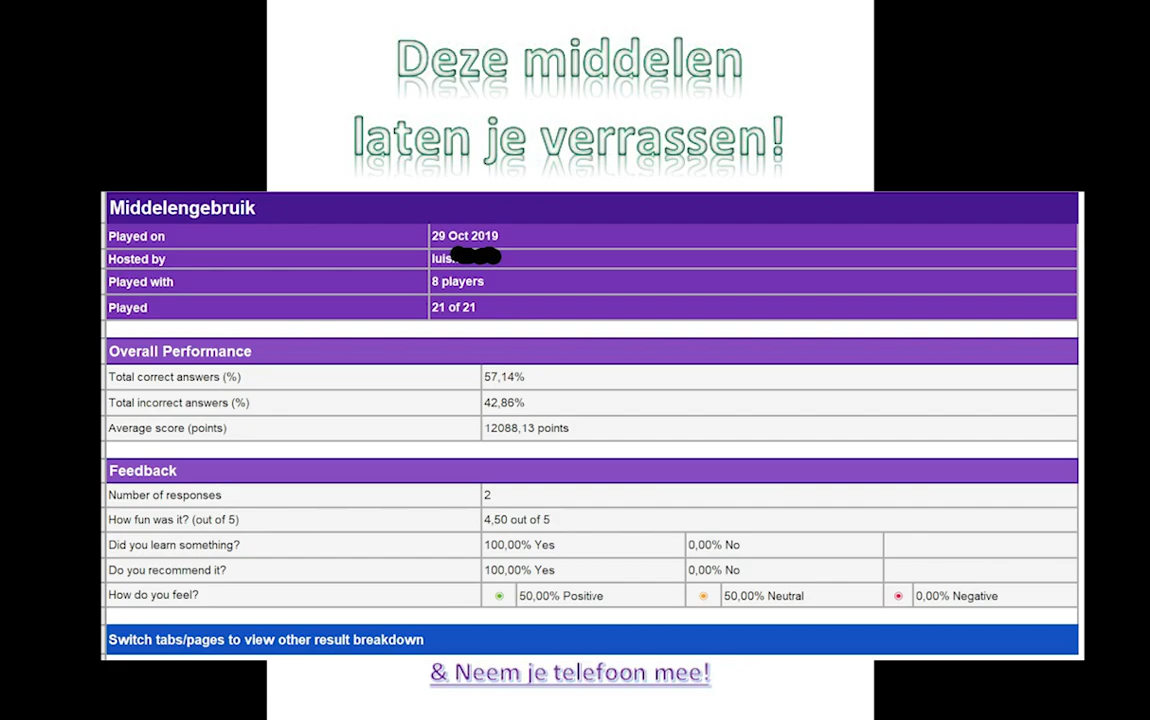 Deze middelen
laten je verrassen!
Middelengebruik
Played on 29 Oct 2019
Hosted by
Played with 8 players
Played 21 of 21
Overall Performance
Total correct answers (%) 57,14%
Total incorrect answers (%) 42,86%
Average score (points) 12088,13 points
Feedback
Number of responses 2
How fun was it? (out of 5) 4,50 out of 5
Did you learn something? 100,00% Yes 0,00% No
Do you recommend it? 100,00% Yes 0,00% No
How do you feel? 50,00% Positive 50,00% Neutral 0,00% Negative
Switch tabs/pages to view other result breakdown
& Neem je telefoon mee!